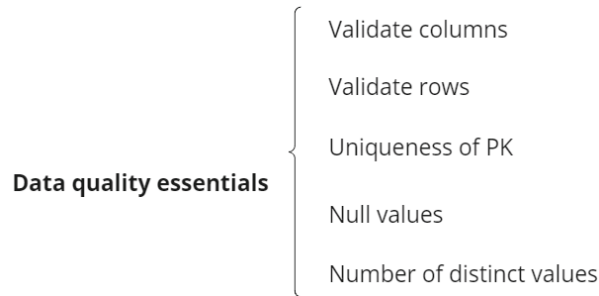 Data quality essentials
Validate columns
Validate rows
Uniqueness of PK
Null values
Number of distinct values